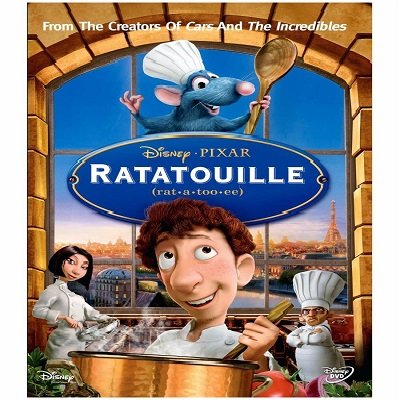 From The Creators Of Cars And The Incredibles
Disney · PIXAR
RATATOUILLE
(rat•a•too•ee)
Disney
Disney
DVD